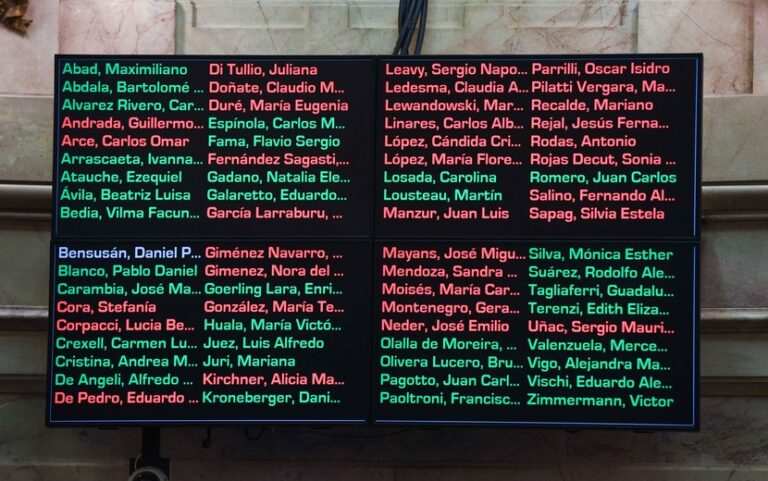 Abad, Maximiliano
Abdala, Bartolomé ...
Alvarez Rivero, Car...
Andrada, Guillermo...
Arce, Carlos Omar
Arrascaeta, Ivanna...
Atauche, Ezequiel
Ávila, Beatriz Luisa
Bedia, Vilma Facun...
Di Tullio, Juliana
Doñate, Claudio M...
Duré, María Eugenia
Espínola, Carlos M...
Fama, Flavio Sergio
Fernández Sagasti,...
Gadano, Natalia Ele...
Galaretto, Eduardo...
García Larraburu, ...
Leavy, Sergio Napo...
Ledesma, Claudia A...
Lewandowski, Mar...
Linares, Carlos Alb...
López, Cándida Cri...
López, María Flore...
Losada, Carolina
Lousteau, Martín
Manzur, Juan Luis
Parrilli, Oscar Isidro
Pilatti Vergara, Ma...
Recalde, Mariano
Rejal, Jesús Ferna...
Rodas, Antonio
Rojas Decut, Sonia ...
Romero, Juan Carlos
Salino, Fernando Al...
Sapag, Silvia Estela
Bensusán, Daniel P...
Blanco, Pablo Daniel
Carambia, José Ma...
Cora, Stefanía
Corpacci, Lucia Be...
Crexell, Carmen Lu...
Cristina, Andrea M...
De Angeli, Alfredo ...
De Pedro, Eduardo ...
Giménez Navarro, ...
Gimenez, Nora del ...
Goerling Lara, Enri...
González, María Te...
Huala, María Victó...
Juez, Luis Alfredo
Juri, Mariana
Kirchner, Alicia Ma...
Kroneberger, Dani...
Mayans, José Migu...
Mendoza, Sandra ...
Moisés, María Car...
Montenegro, Gera...
Neder, José Emilio
Olalla de Moreira, ...
Olivera Lucero, Bru...
Pagotto, Juan Carl...
Paoltroni, Francisc...
Silva, Mónica Esther
Suárez, Rodolfo Ale...
Tagliaferri, Guadalu...
Terenzi, Edith Eliza...
Uñac, Sergio Mauri...
Valenzuela, Merce...
Vigo, Alejandra Ma...
Vischi, Eduardo Ale...
Zimmermann, Victor